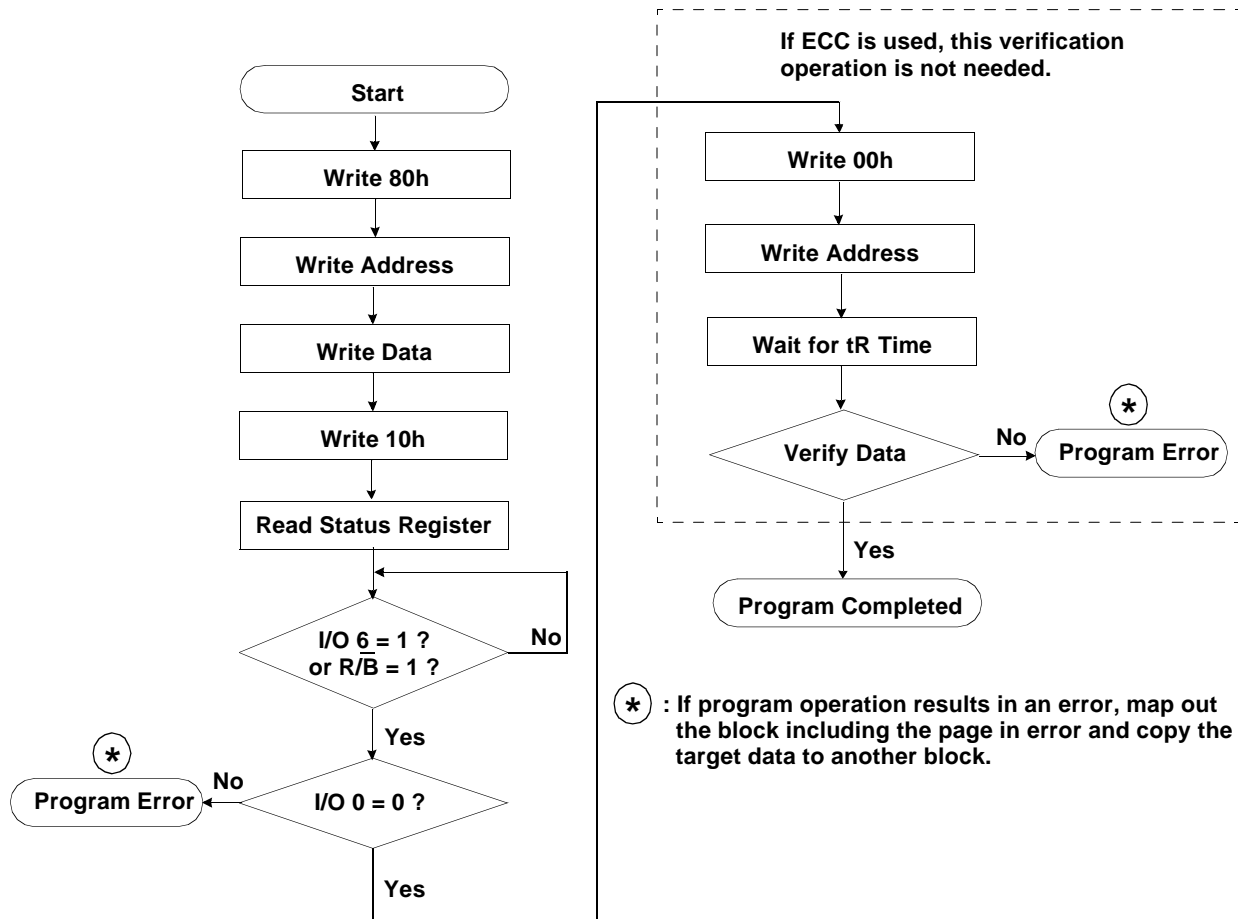 Start
Write 80h
Write Address
Write Data
Write 10h
Read Status Register
I/O 6 = 1 ?
or R/B̅ = 1 ?
No
Yes
*
No
Program Error
I/O 0 = 0 ?
Yes
If ECC is used, this verification
operation is not needed.
Write 00h
Write Address
Wait for tR Time
*
Verify Data
No
Program Error
Yes
Program Completed
* : If program operation results in an error, map out
the block including the page in error and copy the
target data to another block.